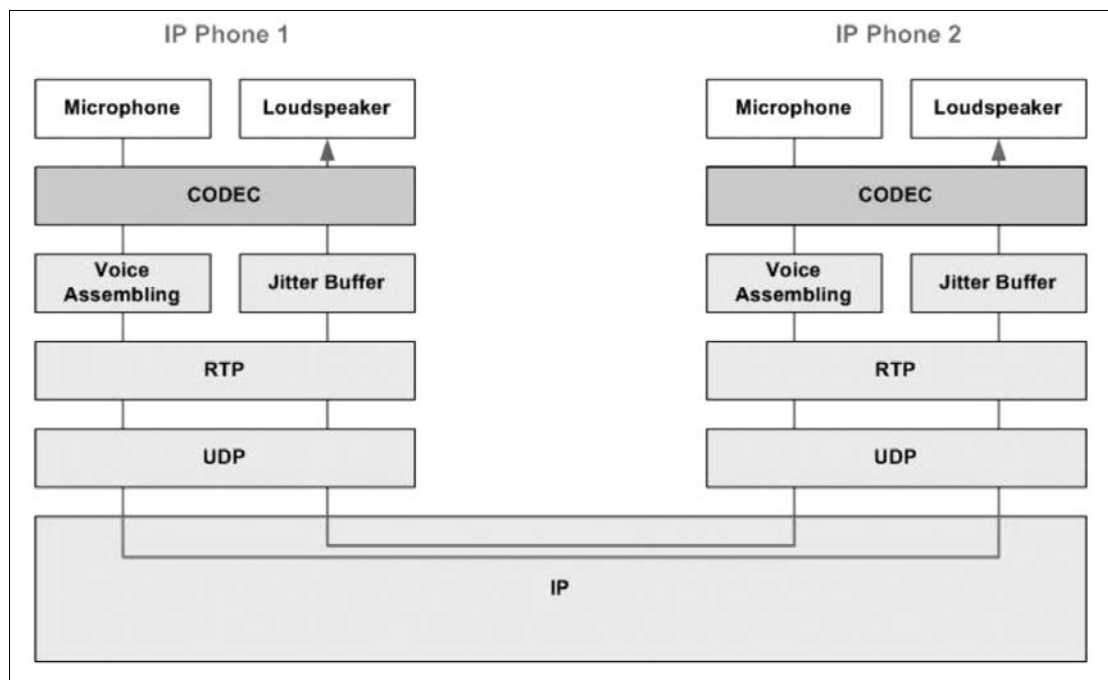 IP Phone 1
IP Phone 2
Microphone
Loudspeaker
Microphone
Loudspeaker
CODEC
CODEC
Voice
Assembling
Jitter Buffer
Voice
Assembling
Jitter Buffer
RTP
RTP
UDP
UDP
IP